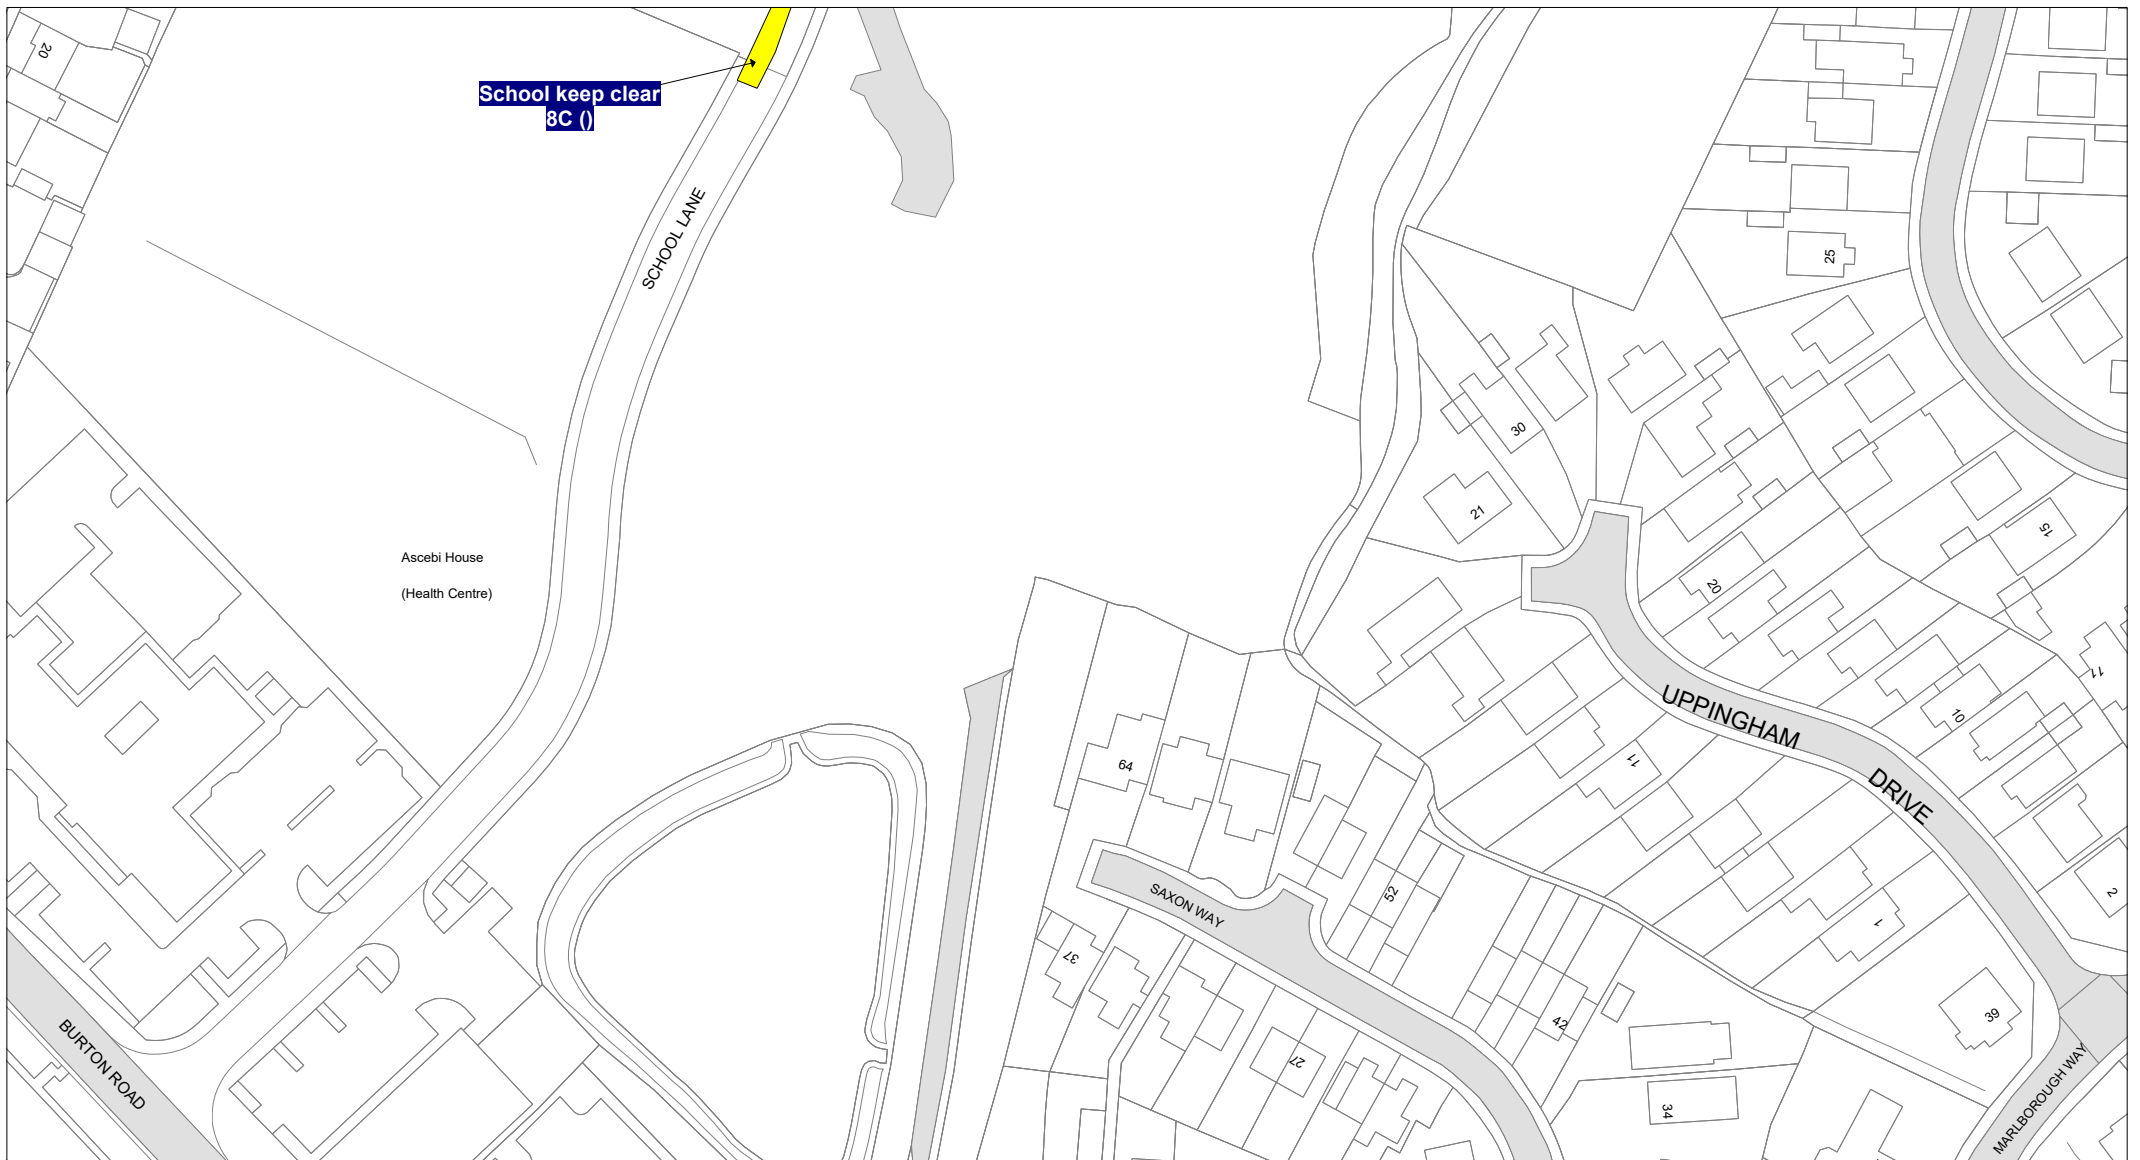 20
School keep clear
8C ()
SCHOOL LANE
25
30
21
15
Ascebi House
(Health Centre)
20
77
UPPINGHAM
DRIVE
10
11
64
52
2
SAXON WAY
1
37
42
39
27
BURTON ROAD
34
MARLBOROUGH WAY